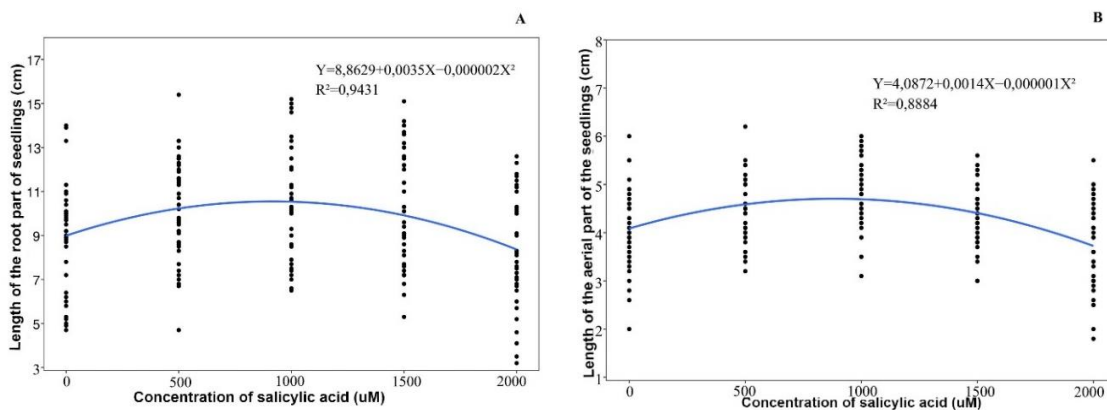 A
Y=8,8629+0,0035X−0,000002X²
R²=0,9431
Length of the root part of seedlings (cm)
17
15
13
11
9
7
5
3
0
500
1000
1500
2000
Concentration of salicylic acid (uM)
B
Y=4,0872+0,0014X−0,000001X²
R²=0,8884
Length of the aerial part of the seedlings (cm)
8
7
6
5
4
3
2
1
0
500
1000
1500
2000
Concentration of salicylic acid (uM)